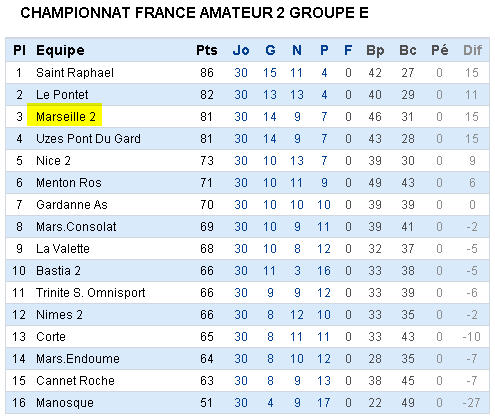 CHAMPIONNAT FRANCE AMATEUR 2 GROUPE E
Pl Equipe Pts Jo G N P F Bp Bc Pé Dif
1 Saint Raphael 86 30 15 11 4 0 42 27 0 15
2 Le Pontet 82 30 13 13 4 0 40 29 0 11
3 Marseille 2 81 30 14 9 7 0 46 31 0 15
4 Uzes Pont Du Gard 81 30 14 9 7 0 43 28 0 15
5 Nice 2 73 30 10 13 7 0 39 30 0 9
6 Menton Ros 71 30 10 11 9 0 49 43 0 6
7 Gardanne As 70 30 10 10 10 0 39 39 0 0
8 Mars.Consolat 69 30 10 9 11 0 39 41 0 -2
9 La Valette 68 30 10 8 12 0 32 37 0 -5
10 Bastia 2 66 30 11 3 16 0 33 38 0 -5
11 Trinite S. Omnisport 66 30 9 9 12 0 33 39 0 -6
12 Nimes 2 66 30 8 12 10 0 33 35 0 -2
13 Corte 65 30 8 11 11 0 33 43 0 -10
14 Mars.Endoume 64 30 8 10 12 0 28 35 0 -7
15 Cannet Roche 63 30 8 9 13 0 38 45 0 -7
16 Manosque 51 30 4 9 17 0 22 49 0 -27